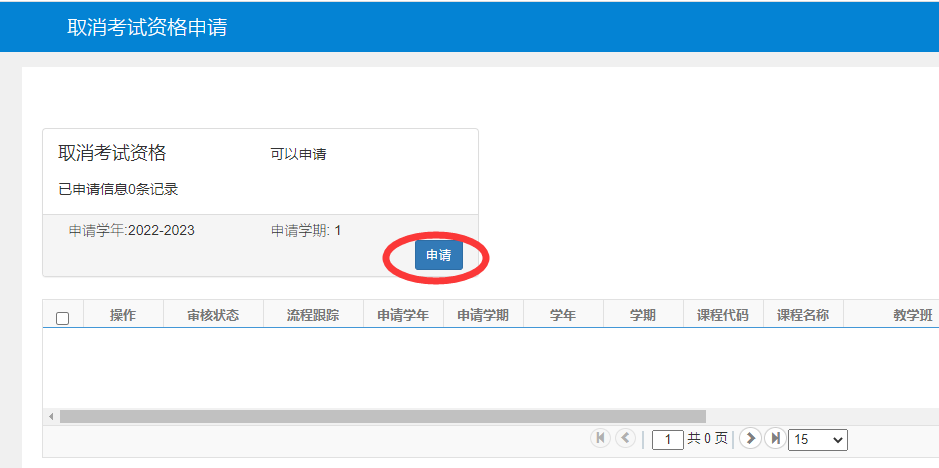 取消考试资格申请
取消考试资格 可以申请
已申请信息0条记录
申请学年:2022-2023 申请学期: 1
申请
操作 审核状态 流程跟踪 申请学年 申请学期 学年 学期 课程代码 课程名称 教学班
1 共 0 页 15